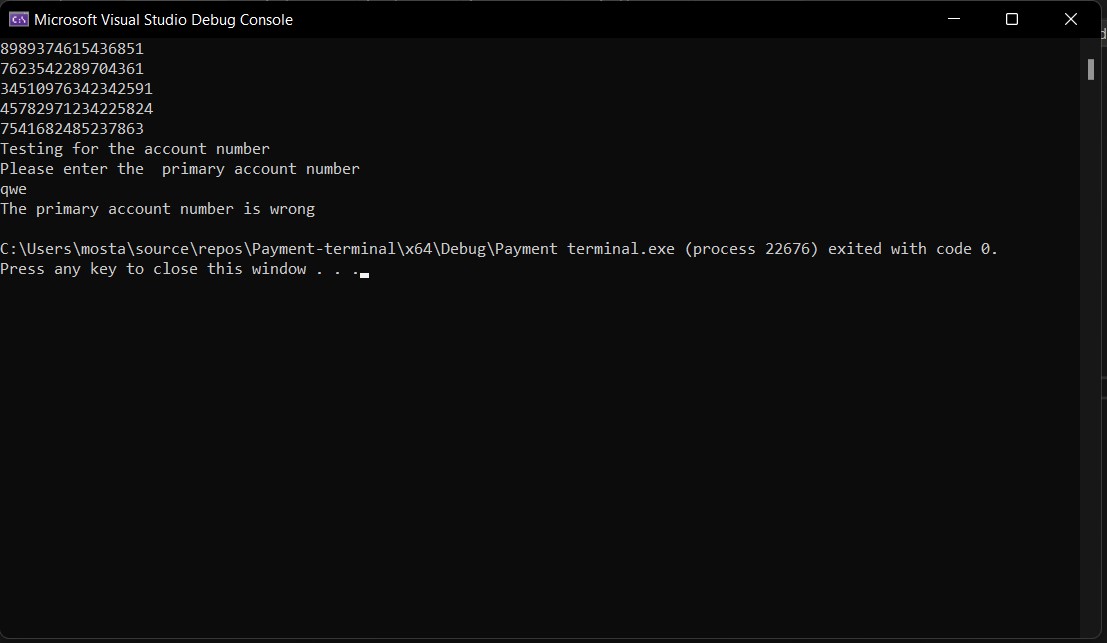 Microsoft Visual Studio Debug Console
8989374615436851
7623542289704361
34510976342342591
45782971234225824
7541682485237863
Testing for the account number
Please enter the  primary account number
qwe
The primary account number is wrong
C:\Users\mosta\source\repos\Payment-terminal\x64\Debug\Payment terminal.exe (process 22676) exited with code 0.
Press any key to close this window . . .